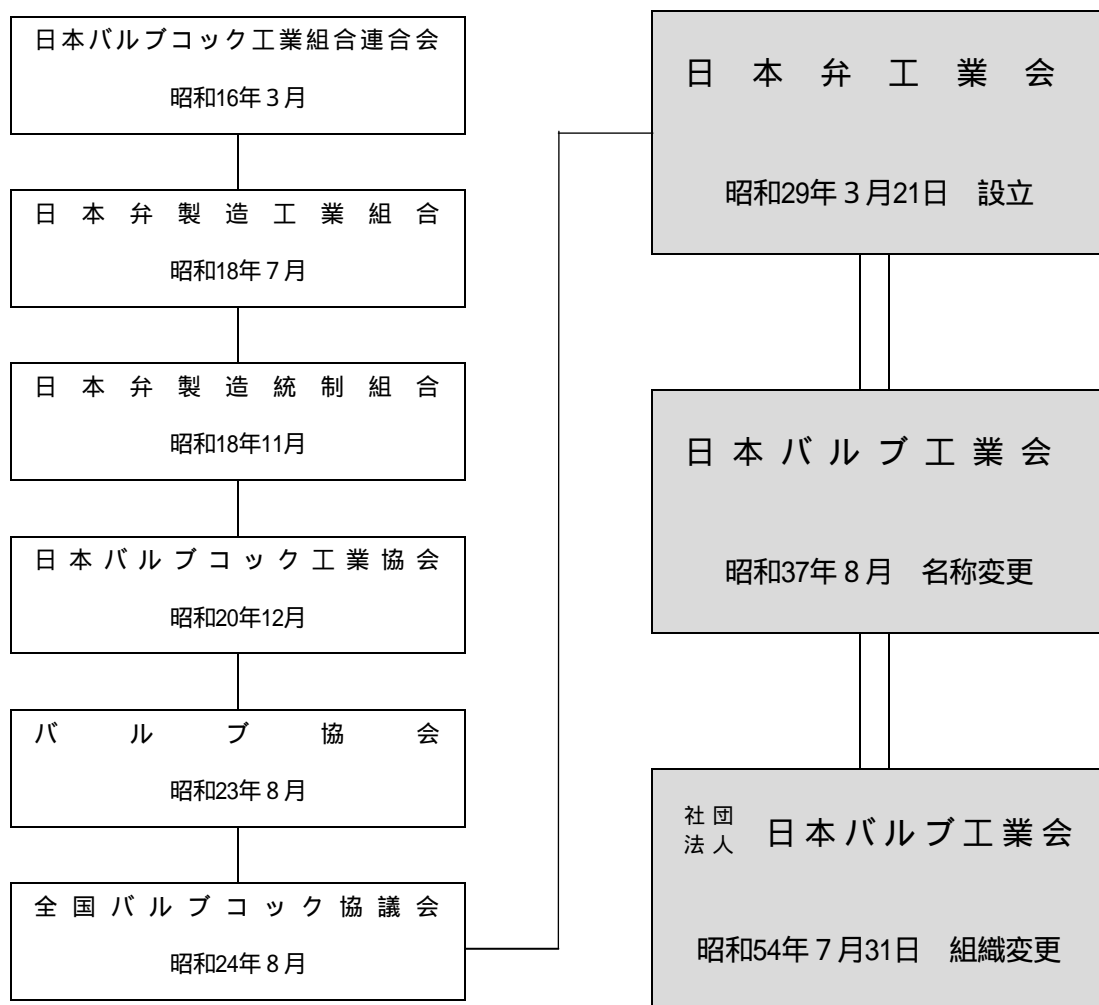 日本バルブコック工業組合連合会
昭和16年3月
日本弁製造工業組合
昭和18年7月
日本弁製造統制組合
昭和18年11月
日本バルブコック工業協会
昭和20年12月
バルブ協会
昭和23年8月
全国バルブコック協議会
昭和24年8月
日本弁工業会
昭和29年3月21日　設立
日本バルブ工業会
昭和37年8月　名称変更
社団法人　日本バルブ工業会
昭和54年7月31日　組織変更